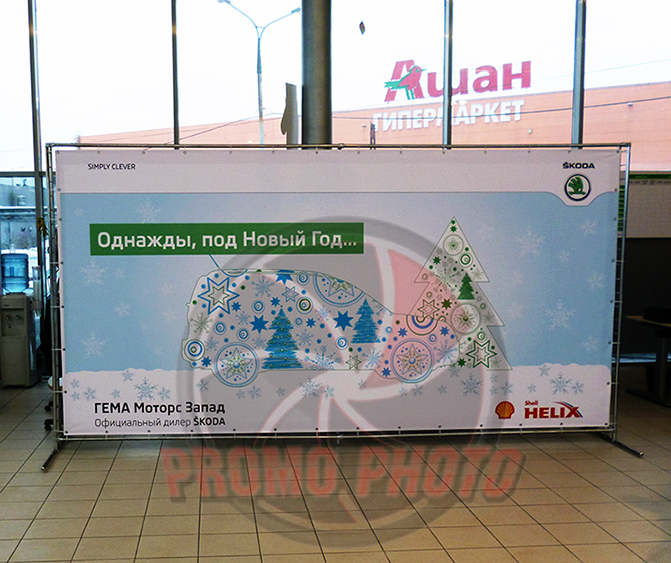 Ашан
ГИПЕРМАРКЕТ
SIMPLY CLEVER
ŠKODA
Однажды, под Новый Год...
ГЕМА Моторс Запад
Официальный дилер ŠKODA
Shell
HELIX
PROMO PHOTO